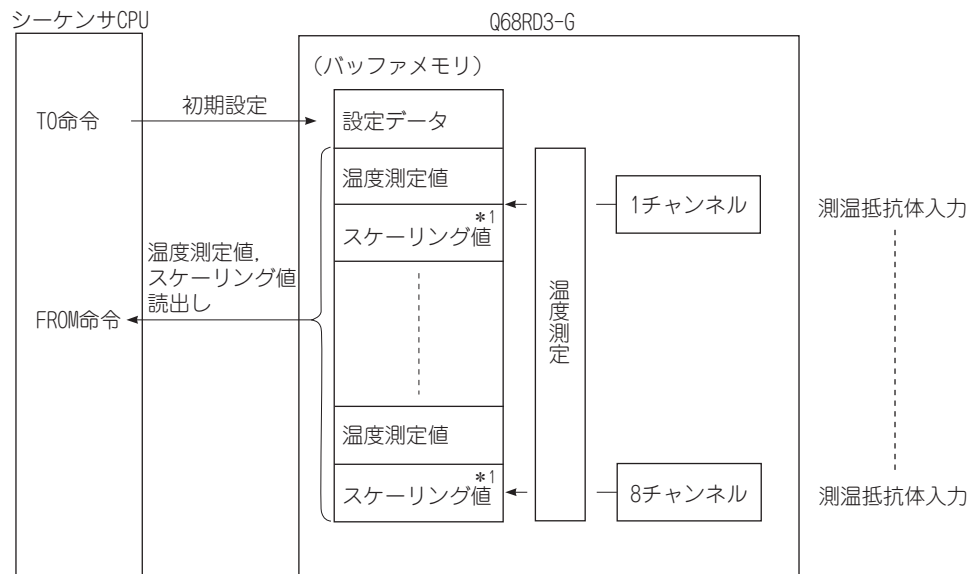 シーケンサCPU
Q68RD3-G
(バッファメモリ)
TO命令
初期設定
設定データ
温度測定値
*1
スケーリング値
温度測定値,
スケーリング値
読出し
FROM命令
温度測定
1チャンネル
測温抵抗体入力
温度測定値
*1
スケーリング値
8チャンネル
測温抵抗体入力